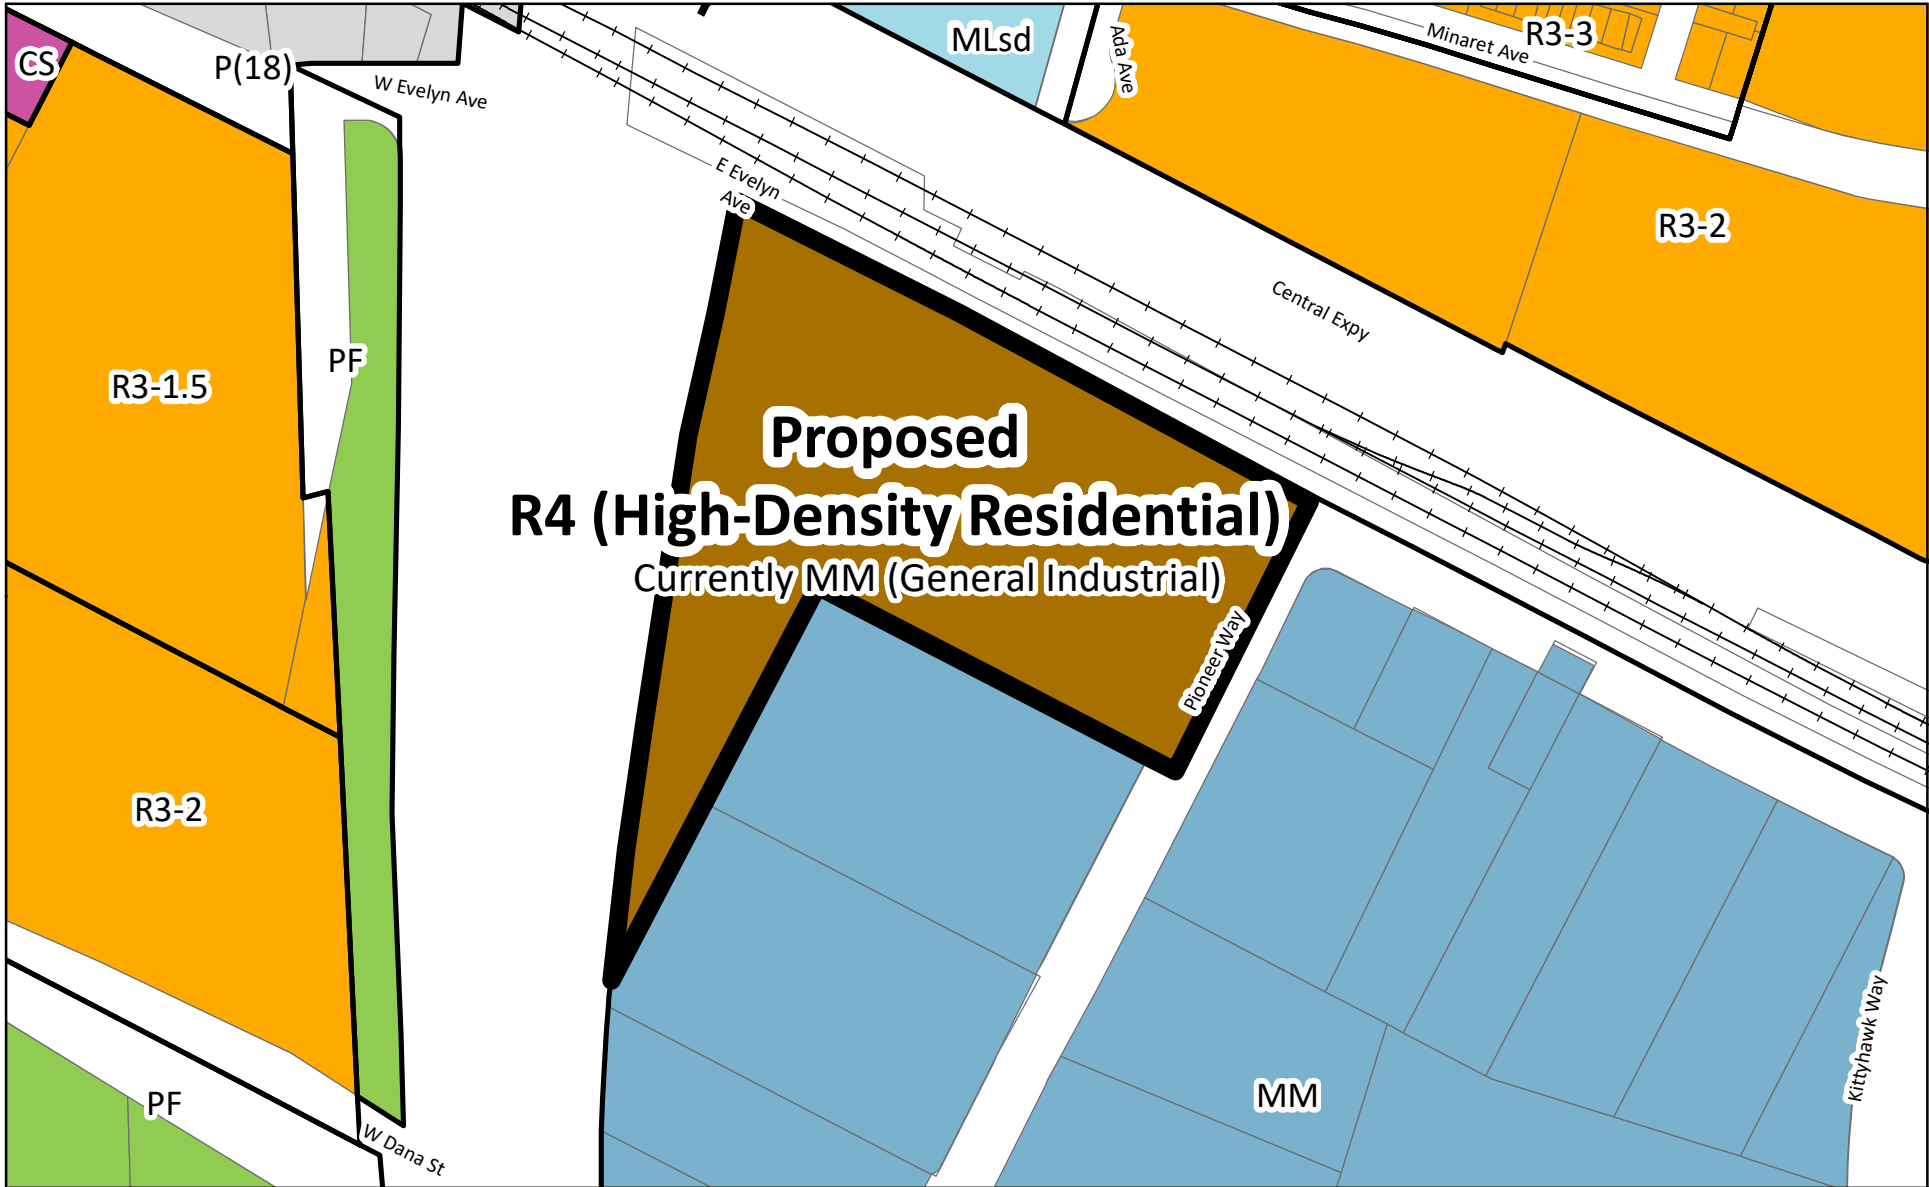 CS
P(18)
W Evelyn Ave
MLsd
Ada Ave
Minaret Ave
R3-3
E Evelyn
Ave
R3-2
Central Expy
PF
R3-1.5
Proposed
R4 (High-Density Residential)
Currently MM (General Industrial)
Pioneer Way
R3-2
Kittyhawk Way
MM
PF
W Dana St